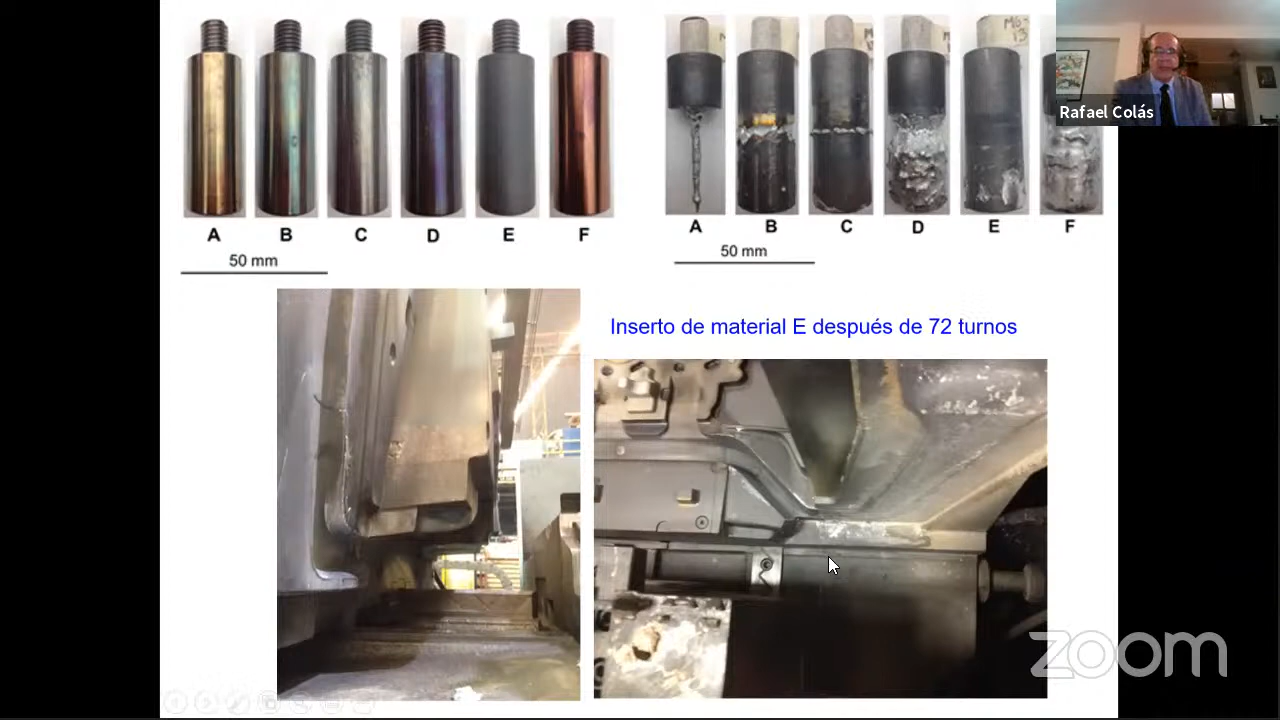 A B C D E F
50 mm
A B C D E F
50 mm
Rafael Colás
Inserto de material E después de 72 turnos
zoom